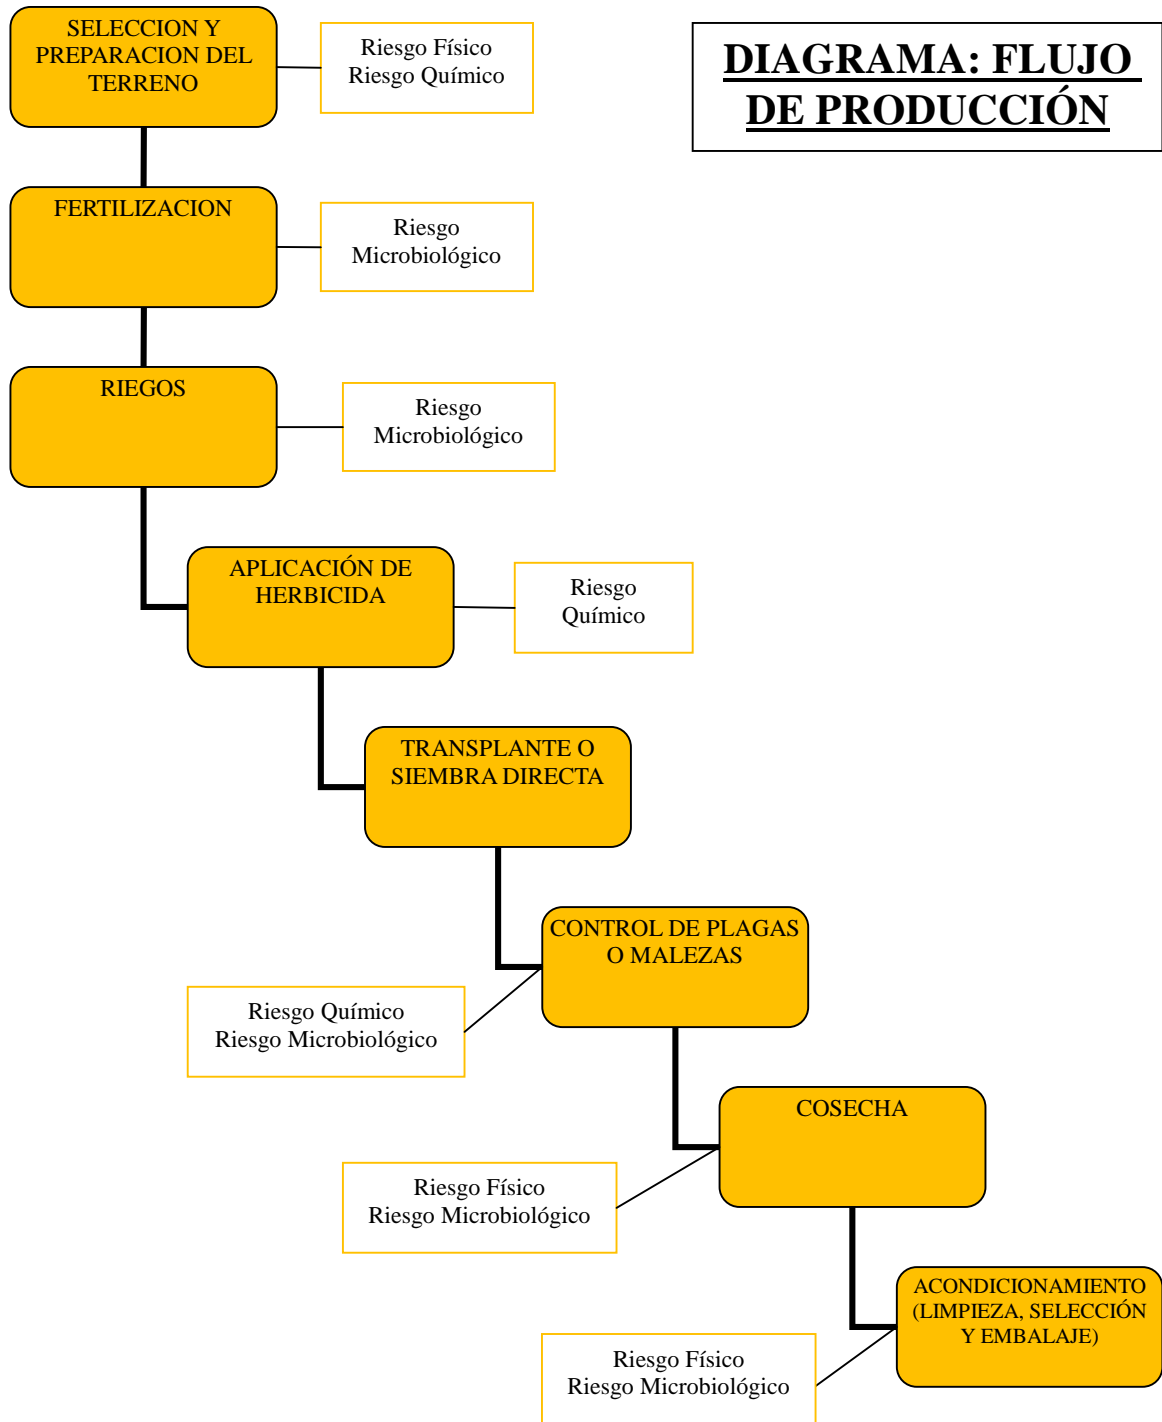 SELECCION Y
PREPARACION DEL
TERRENO
Riesgo Físico
Riesgo Químico
DIAGRAMA: FLUJO
DE PRODUCCIÓN
FERTILIZACION
Riesgo
Microbiológico
RIEGOS
Riesgo
Microbiológico
APLICACIÓN DE
HERBICIDA
Riesgo
Químico
TRANSPLANTE O
SIEMBRA DIRECTA
CONTROL DE PLAGAS
O MALEZAS
Riesgo Químico
Riesgo Microbiológico
COSECHA
Riesgo Físico
Riesgo Microbiológico
ACONDICIONAMIENTO
(LIMPIEZA, SELECCIÓN
Y EMBALAJE)
Riesgo Físico
Riesgo Microbiológico